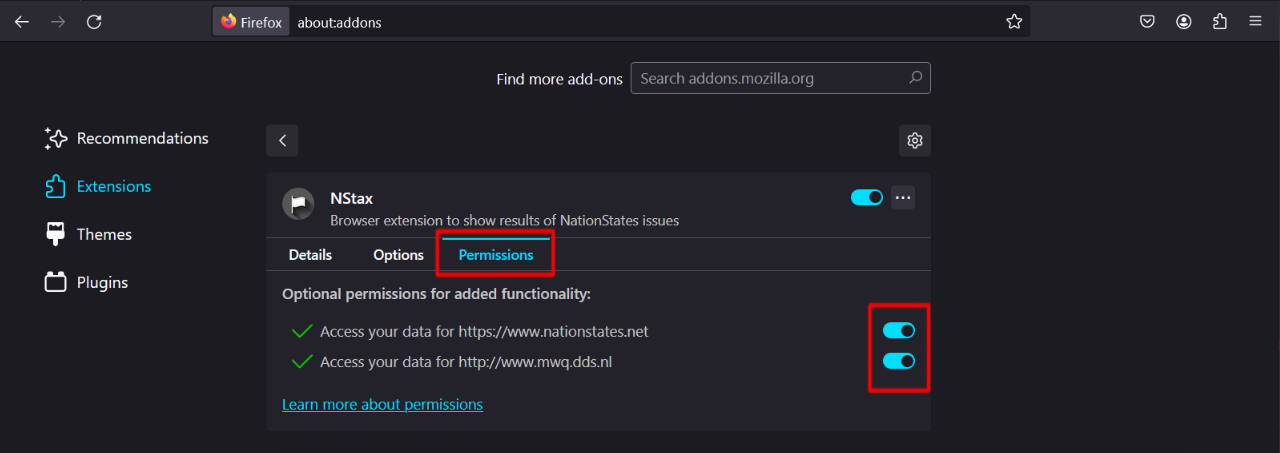 Firefox about:addons
Find more add-ons Search addons.mozilla.org
Recommendations
Extensions
Themes
Plugins
NStax
Browser extension to show results of NationStates issues
Details Options Permissions
Optional permissions for added functionality:
Access your data for https://www.nationstates.net
Access your data for http://www.mwq.dds.nl
Learn more about permissions